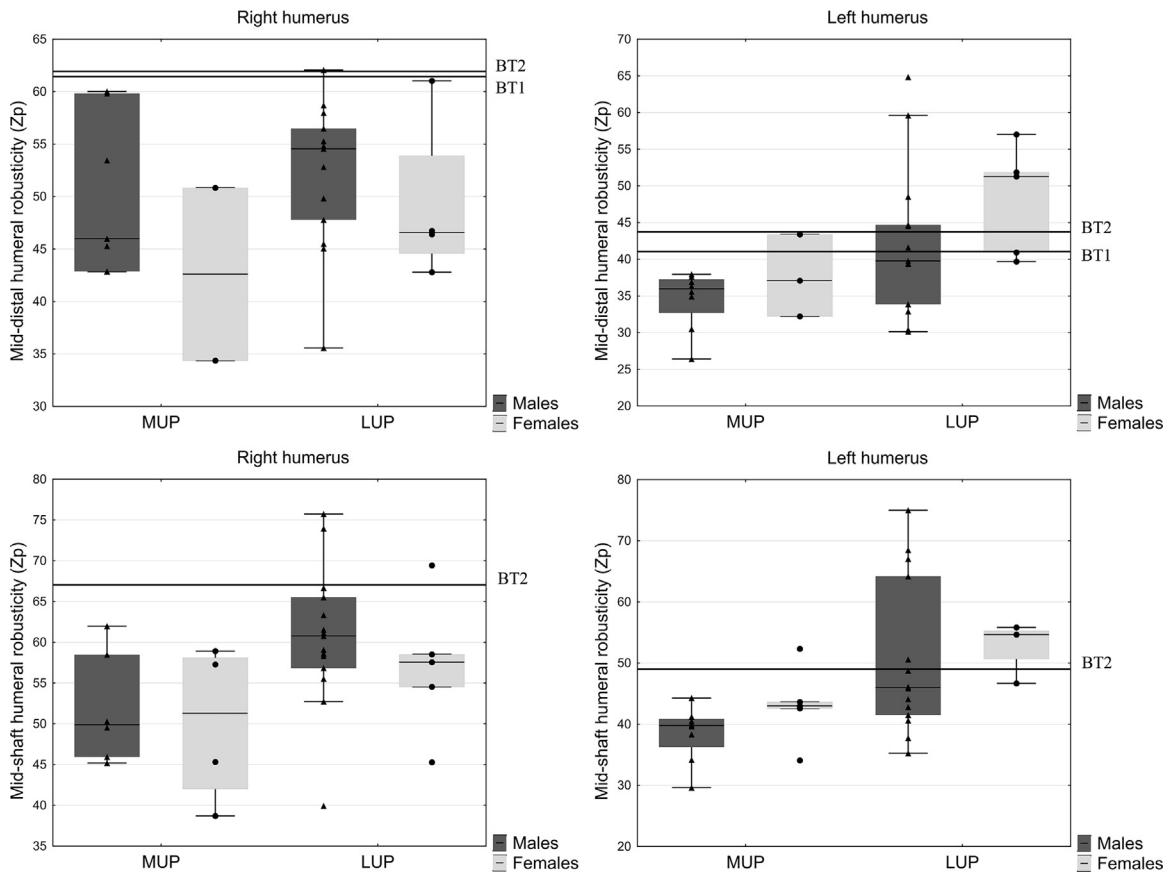 Right humerus
Mid-distal humeral robusticity (Zp)
65
60
55
50
45
40
35
30
BT2
BT1
MUP LUP
Males
Females
Left humerus
Mid-distal humeral robusticity (Zp)
70
65
60
55
50
45
40
35
30
25
20
BT2
BT1
MUP LUP
Males
Females
Right humerus
Mid-shaft humeral robusticity (Zp)
80
75
70
65
60
55
50
45
40
35
BT2
MUP LUP
Males
Females
Left humerus
Mid-shaft humeral robusticity (Zp)
80
70
60
50
40
30
20
BT2
MUP LUP
Males
Females